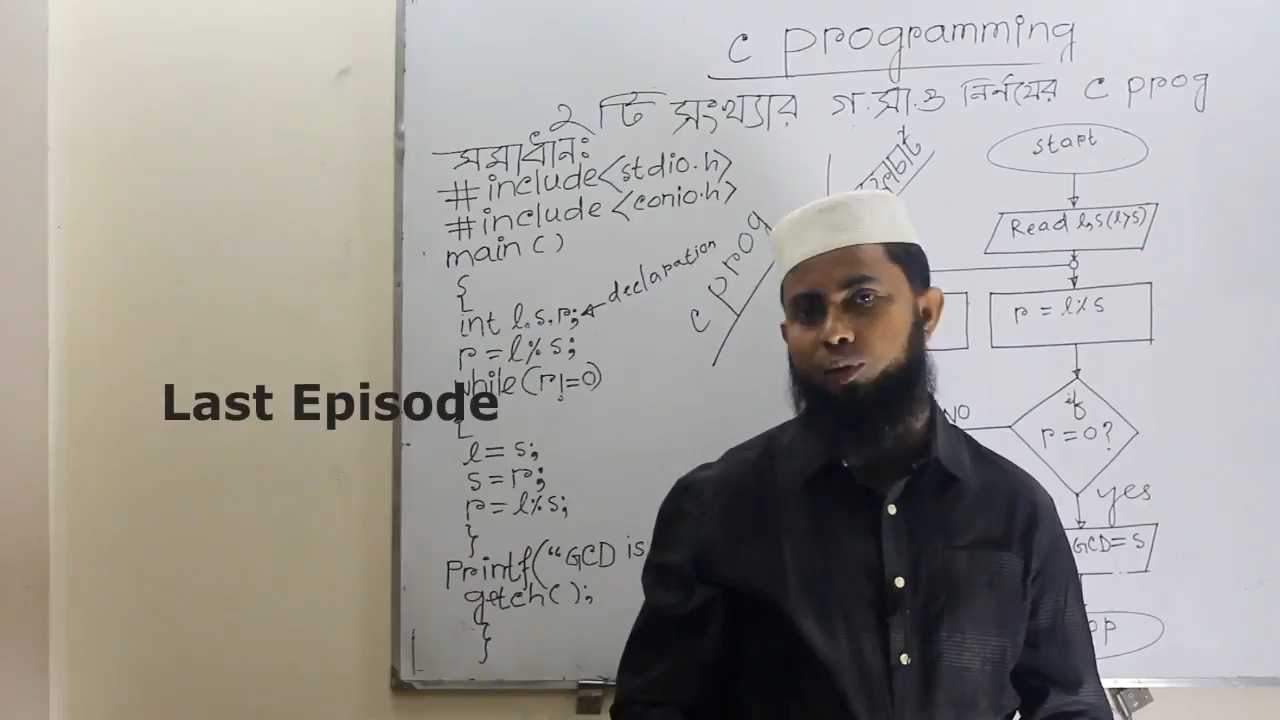 C programming
২ টি সংখ্যার গ.সা.গু নির্নয়ের C prog
সমাধান:
#include<stdio.h>
#include<conio.h>
main()
{
int l,s,r;
declaration
r=l%s;
while(r!=0)
{
l=s;
s=r;
r=l%s;
}
Printf("GCD is
getch();
}
C prog
start
Read l,s(l>s)
r=l%s
if
r=0?
NO
yes
GCD=s
Last Episode